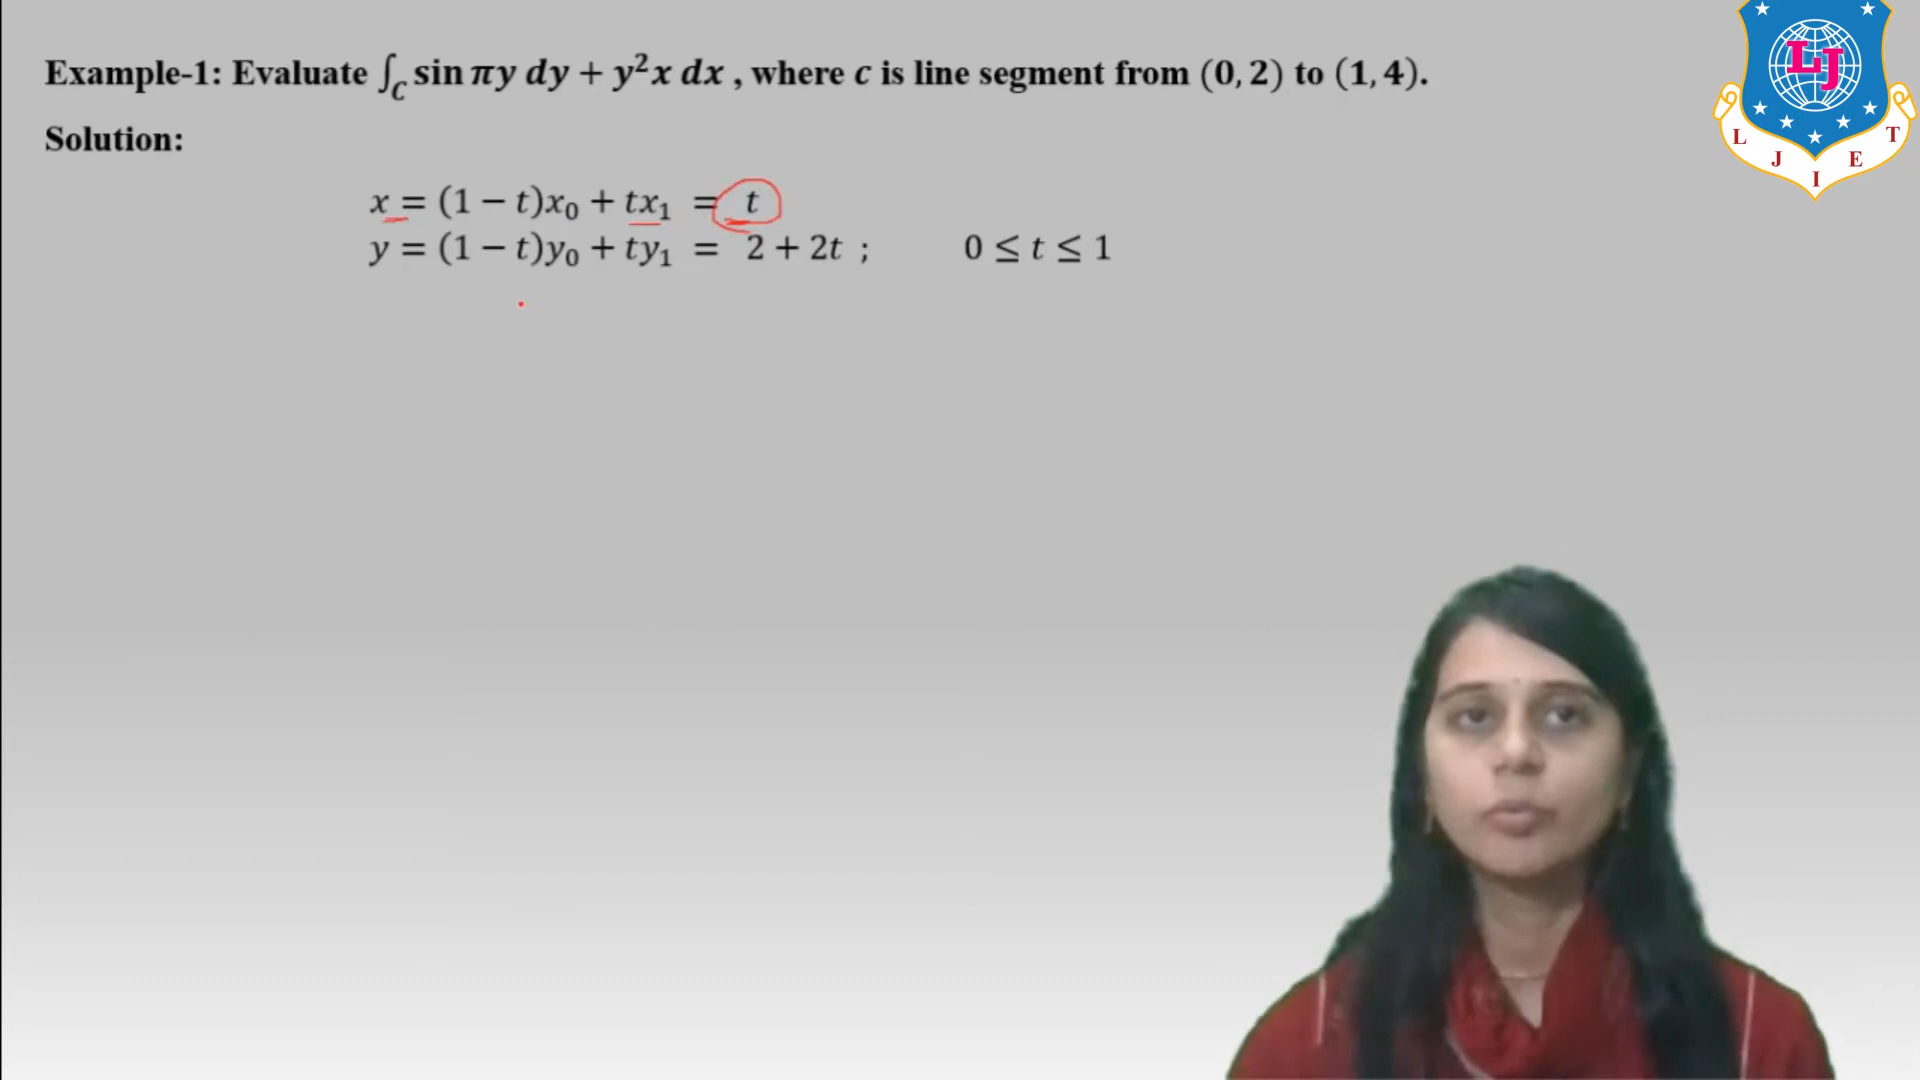 Example-1: Evaluate ∫_C sin πy dy + y²x dx , where c is line segment from (0, 2) to (1, 4).
Solution:
x = (1 − t)x₀ + tx₁ = t
y = (1 − t)y₀ + ty₁ = 2 + 2t ; 0 ≤ t ≤ 1
LJ
L J I E T